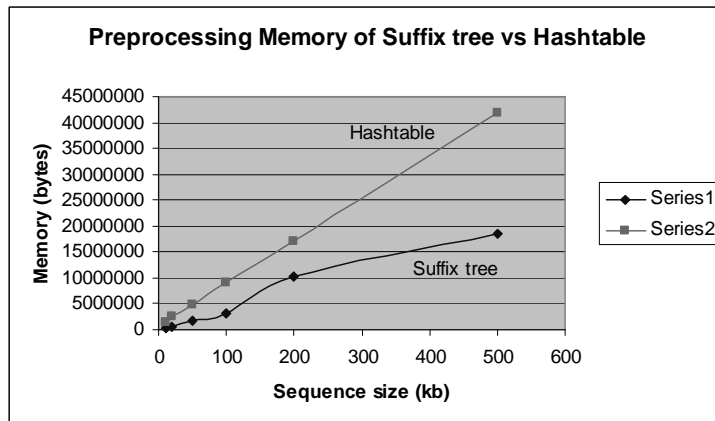 Preprocessing Memory of Suffix tree vs Hashtable
45000000
40000000
35000000
30000000
25000000
20000000
15000000
10000000
5000000
0
Memory (bytes)
Hashtable
Suffix tree
0 100 200 300 400 500 600
Sequence size (kb)
Series1
Series2